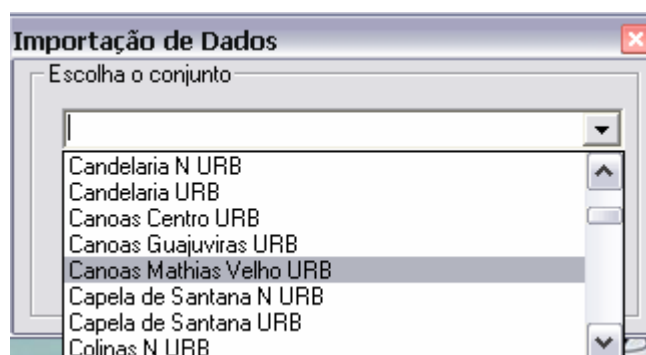 Importação de Dados
Escolha o conjunto
Candelaria N URB
Candelaria URB
Canoas Centro URB
Canoas Guajuviras URB
Canoas Mathias Velho URB
Capela de Santana N URB
Capela de Santana URB
Colinas N URB